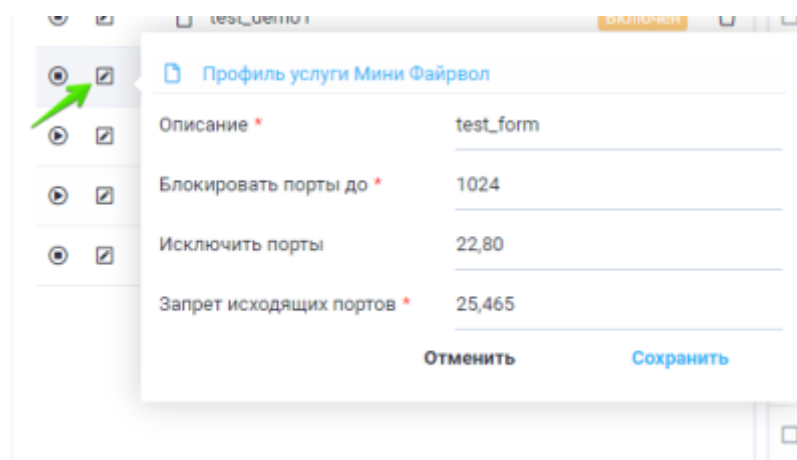 test_demo1 Включен
Профиль услуги Мини Файрвол
Описание * test_form
Блокировать порты до * 1024
Исключить порты 22,80
Запрет исходящих портов * 25,465
Отменить Сохранить